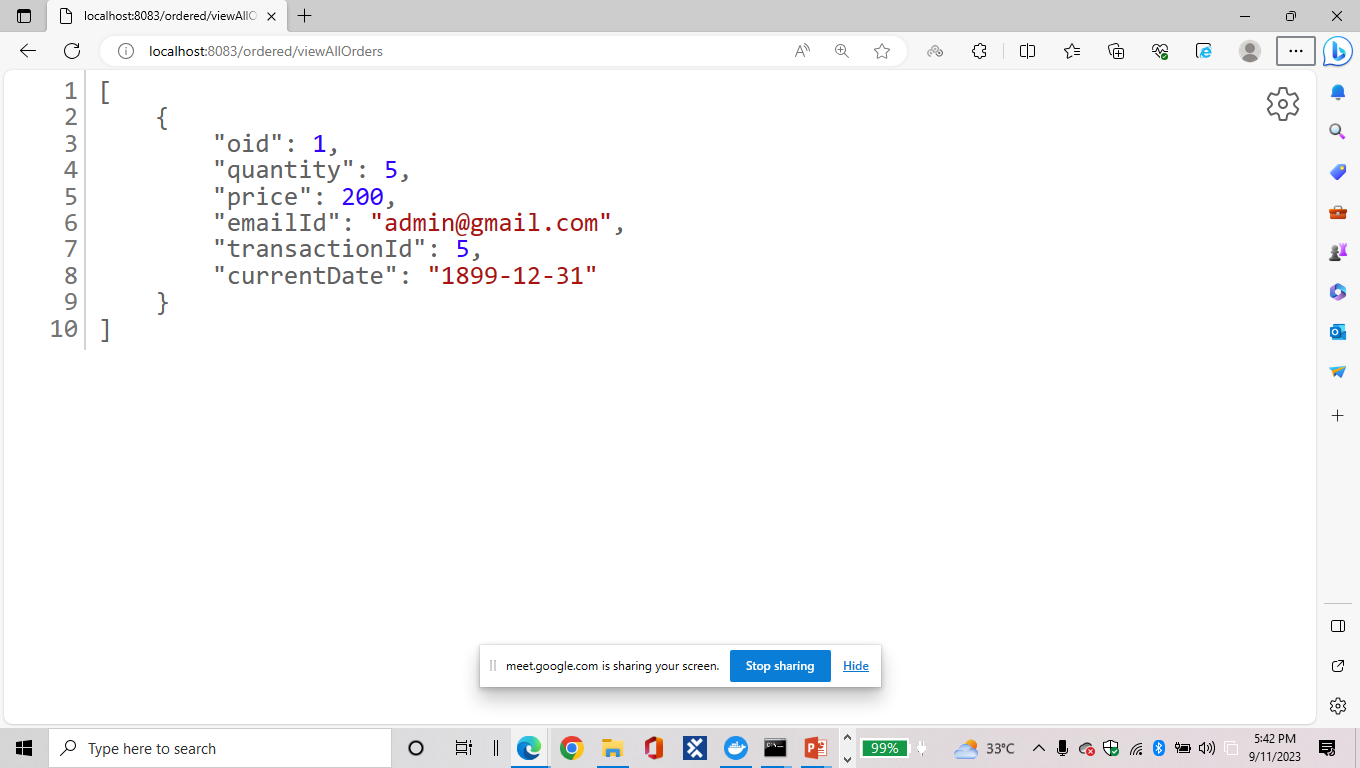 localhost:8083/ordered/viewAllO
localhost:8083/ordered/viewAllOrders
1 [
2 {
3 "oid": 1,
4 "quantity": 5,
5 "price": 200,
6 "emailId": "admin@gmail.com",
7 "transactionId": 5,
8 "currentDate": "1899-12-31"
9 }
10 ]
meet.google.com is sharing your screen. Stop sharing Hide
Type here to search
99%
33°C
5:42 PM
9/11/2023